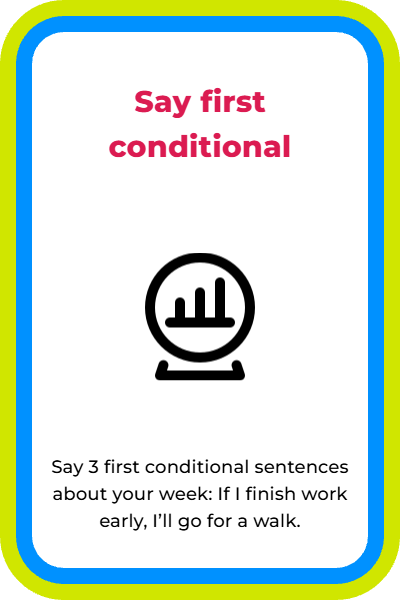 Say first
conditional
Say 3 first conditional sentences
about your week: If I finish work
early, I’ll go for a walk.